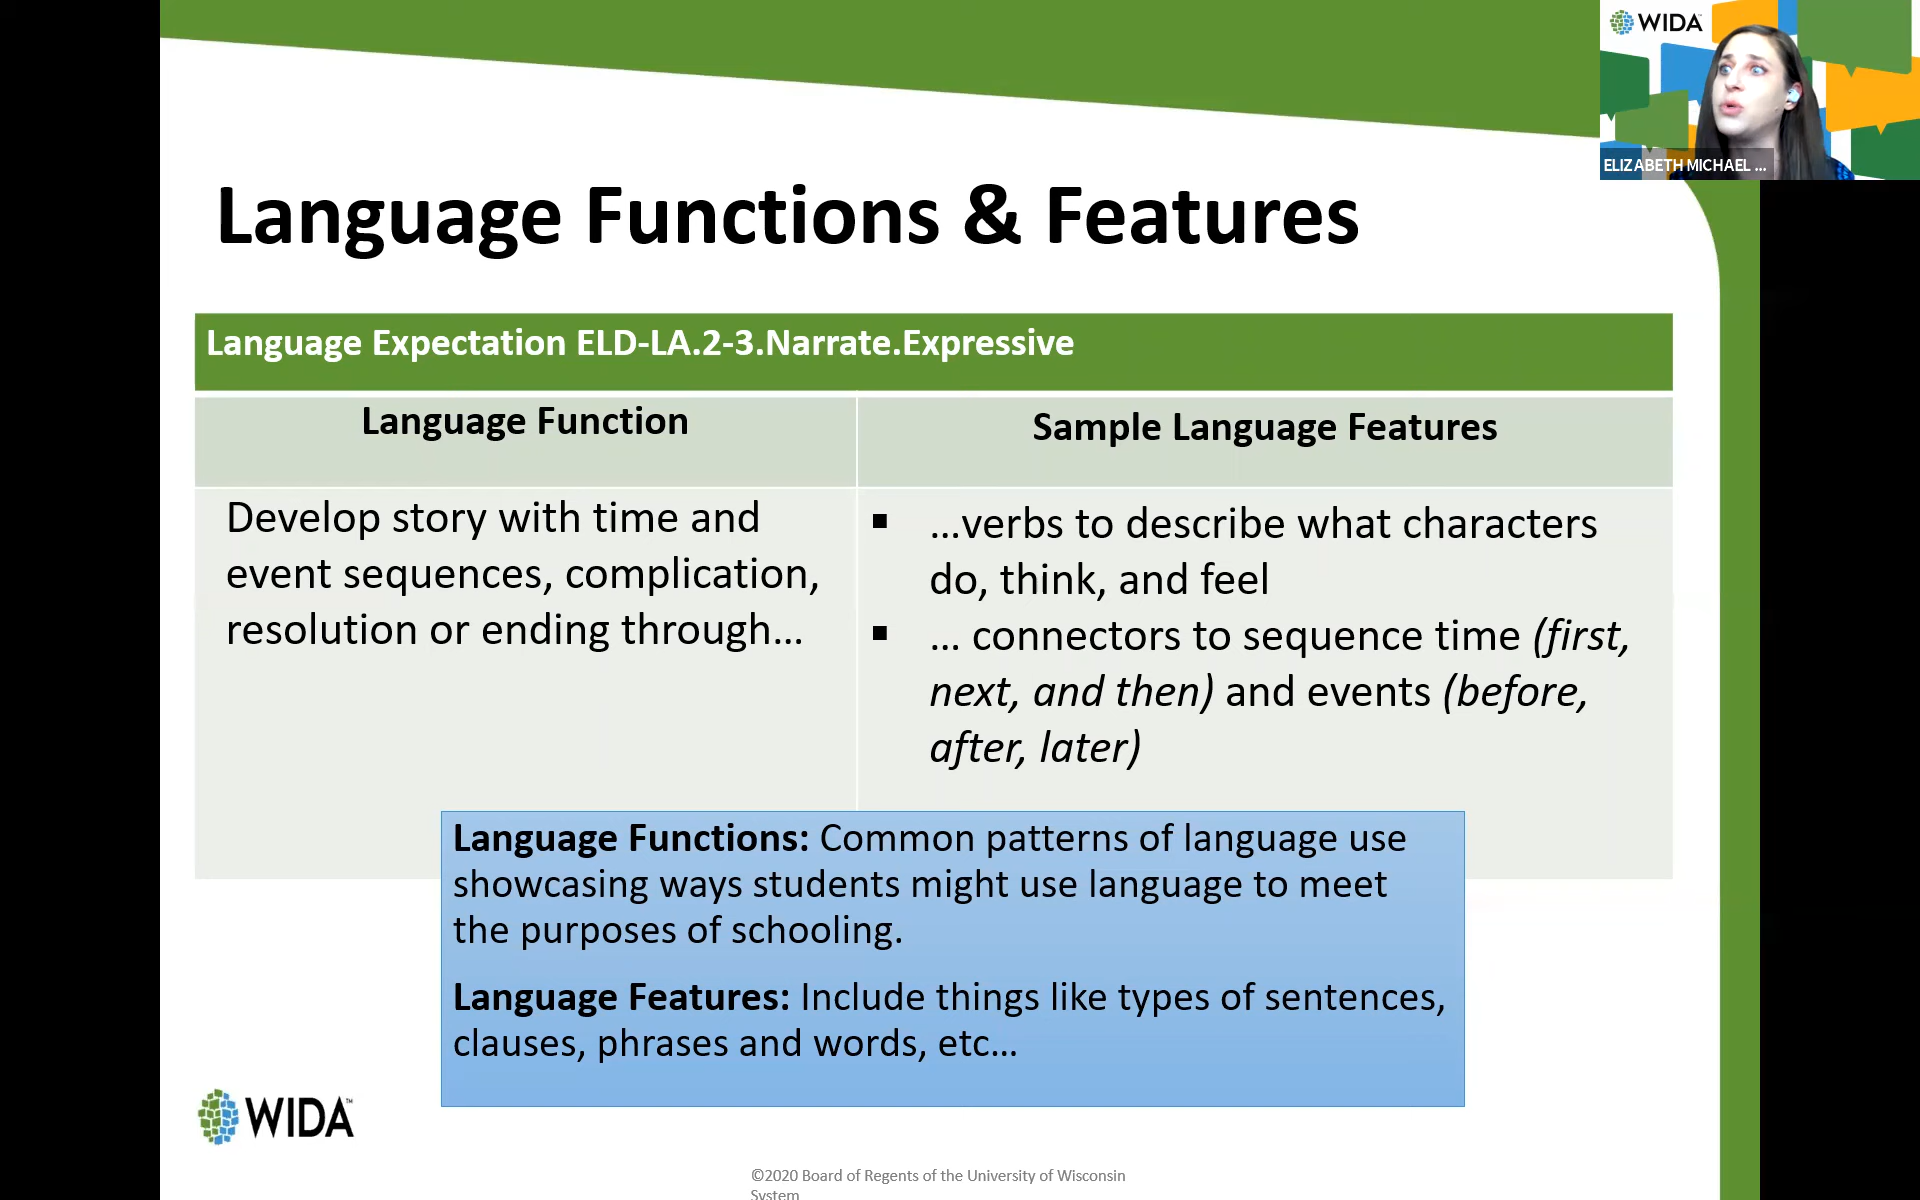 WIDA
ELIZABETH MICHAEL ...
Language Functions & Features
Language Expectation ELD-LA.2-3.Narrate.Expressive
Language Function
Sample Language Features
Develop story with time and
event sequences, complication,
resolution or ending through...
▪ ...verbs to describe what characters
do, think, and feel
▪ ... connectors to sequence time (first,
next, and then) and events (before,
after, later)
Language Functions: Common patterns of language use
showcasing ways students might use language to meet
the purposes of schooling.
Language Features: Include things like types of sentences,
clauses, phrases and words, etc...
WIDA™
©2020 Board of Regents of the University of Wisconsin
System